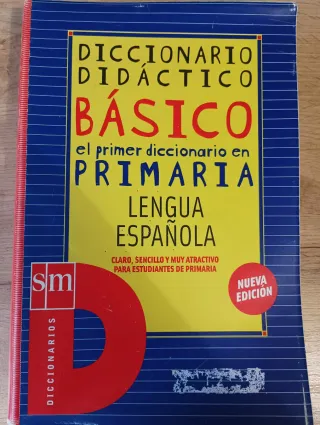 DICCIONARIO
DIDÁCTICO
BÁSICO
el primer diccionario en
PRIMARIA
LENGUA
ESPAÑOLA
CLARO, SENCILLO Y MUY ATRACTIVO
PARA ESTUDIANTES DE PRIMARIA
NUEVA
EDICIÓN
sm
DICCIONARIOS